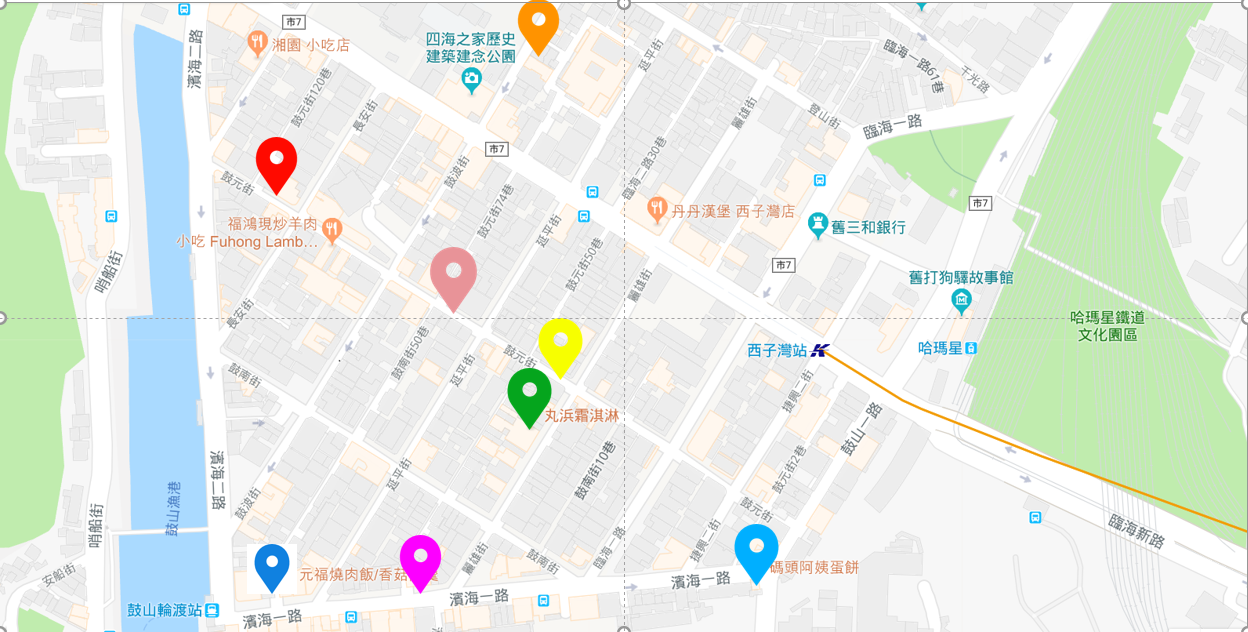 市7
湘園 小吃店
四海之家歷史
建築建念公園
濱海二路
鼓元街120巷
長安街
延平街
麗雄街
登山街
臨海一路61巷
千光路
臨海一路
市7
鼓波街
臨海二路30巷
鼓元街
鼓元街74巷
市7
丹丹漢堡 西子灣店
舊三和銀行
福鴻現炒羊肉
小吃 Fuhong Lamb...
延平街
鼓元街50巷
麗雄街
市7
哨船街
舊打狗驛故事館
長安街
哈瑪星鐵道
文化園區
鼓南街50巷
鼓元街
西子灣站
哈瑪星
延平街
鼓南街
捷興二街
丸浜霜淇淋
鼓山一路
濱海二路
鼓南街10巷
鼓元街2巷
延平街
鼓波街
鼓山漁港
哨船街
鼓元街
臨海新路
捷興二街
臨海一路
麗雄街
鼓南街
安船街
元福燒肉飯/香菇
碼頭阿姨蛋餅
濱海一路
濱海一路
鼓山輪渡站
濱海一路